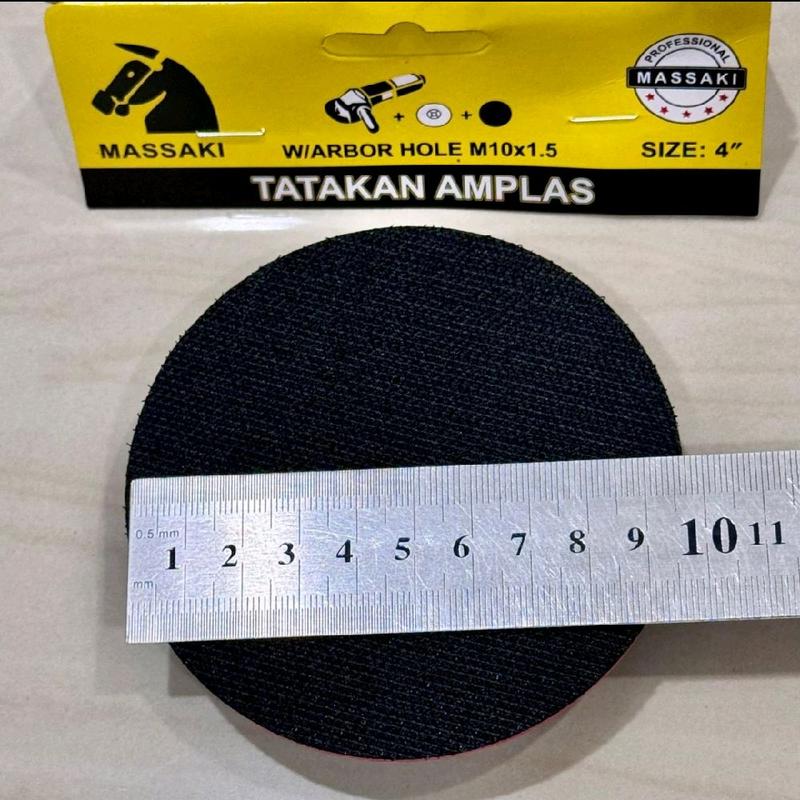 PROFESSIONAL
MASSAKI
MASSAKI
W/ARBOR HOLE M10x1.5
SIZE: 4”
TATAKAN AMPLAS
0.5 mm
1 2 3 4 5 6 7 8 9 10 11
mm